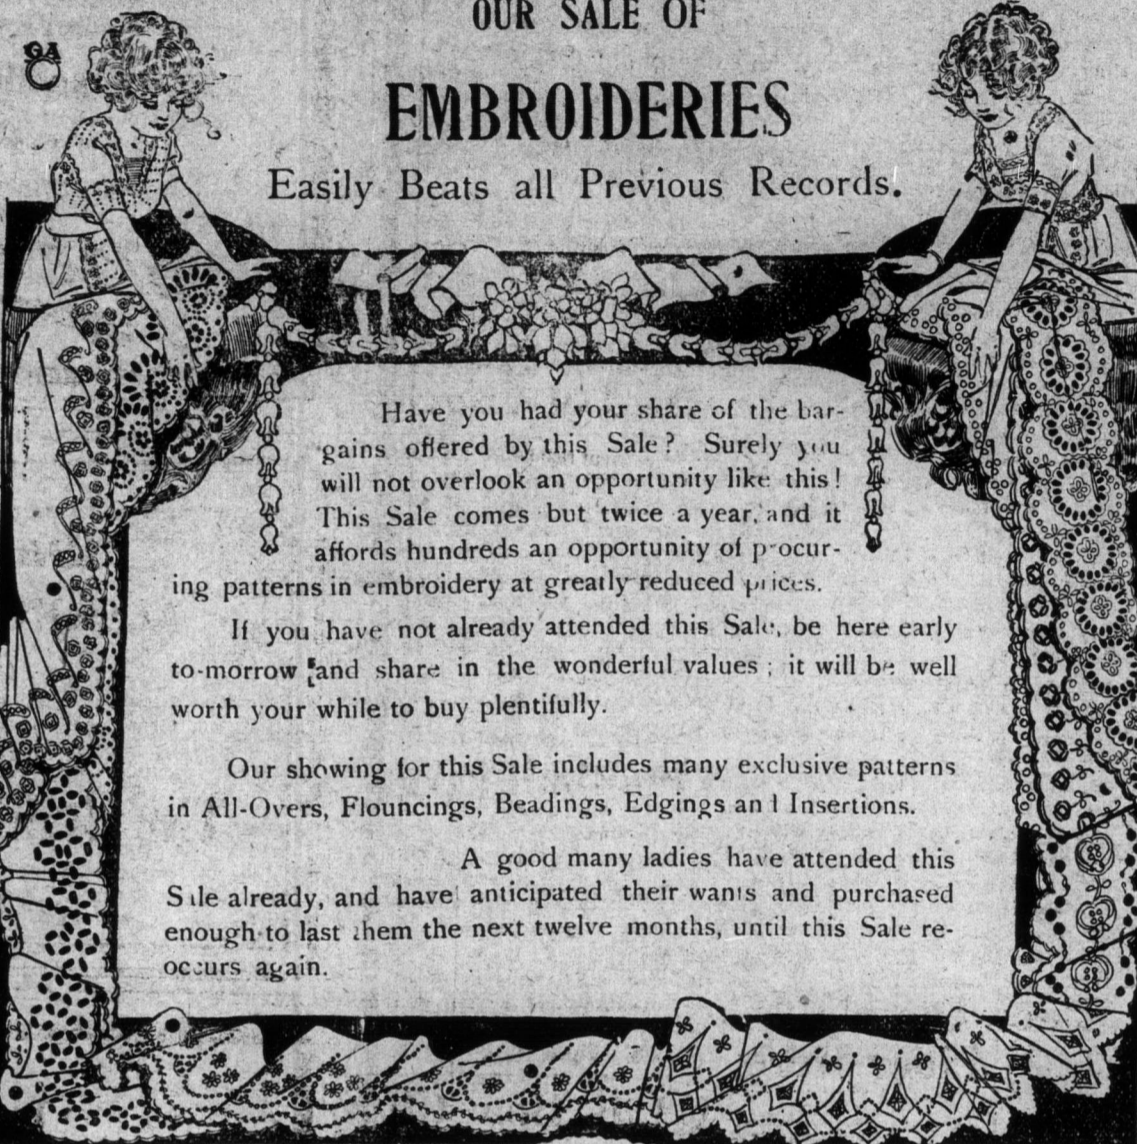 OUR SALE OF
EMBROIDERIES
Easily Beats all Previous Records.
Have you had your share of the bar-
gains offered by this Sale? Surely you
will not overlook an opportunity like this!
This Sale comes but twice a year, and it
affords hundreds an opportunity of procur-
ing patterns in embroidery at greatly reduced prices.
If you have not already attended this Sale, be here early
to-morrow and share in the wonderful values; it will be well
worth your while to buy plentifully.
Our showing for this Sale includes many exclusive patterns
in All-Overs, Flouncings, Beadings, Edgings and Insertions.
A good many ladies have attended this
Sale already, and have anticipated their wants and purchased
enough to last them the next twelve months, until this Sale re-
occurs again.